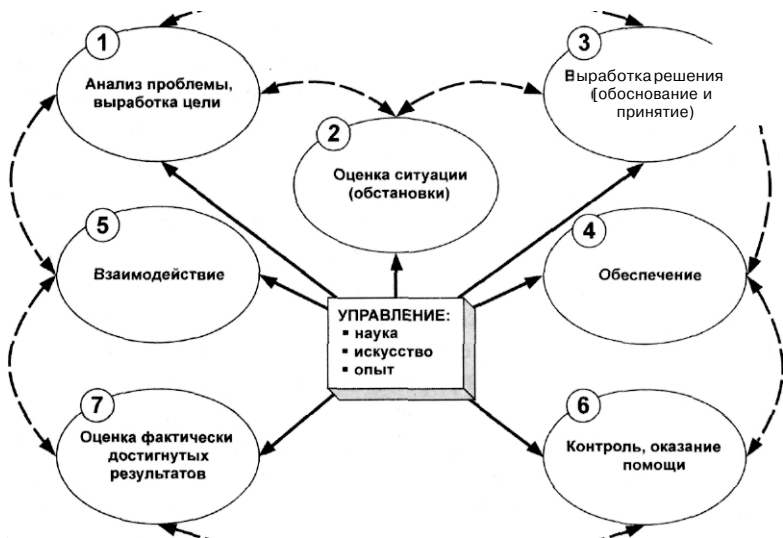 1
Анализ проблемы,
выработка цели
3
Выработка решения
(обоснование и
принятие)
2
Оценка ситуации
(обстановки)
5
Взаимодействие
4
Обеспечение
УПРАВЛЕНИЕ:
▪ наука
▪ искусство
▪ опыт
7
Оценка фактически
достигнутых
результатов
6
Контроль, оказание
помощи